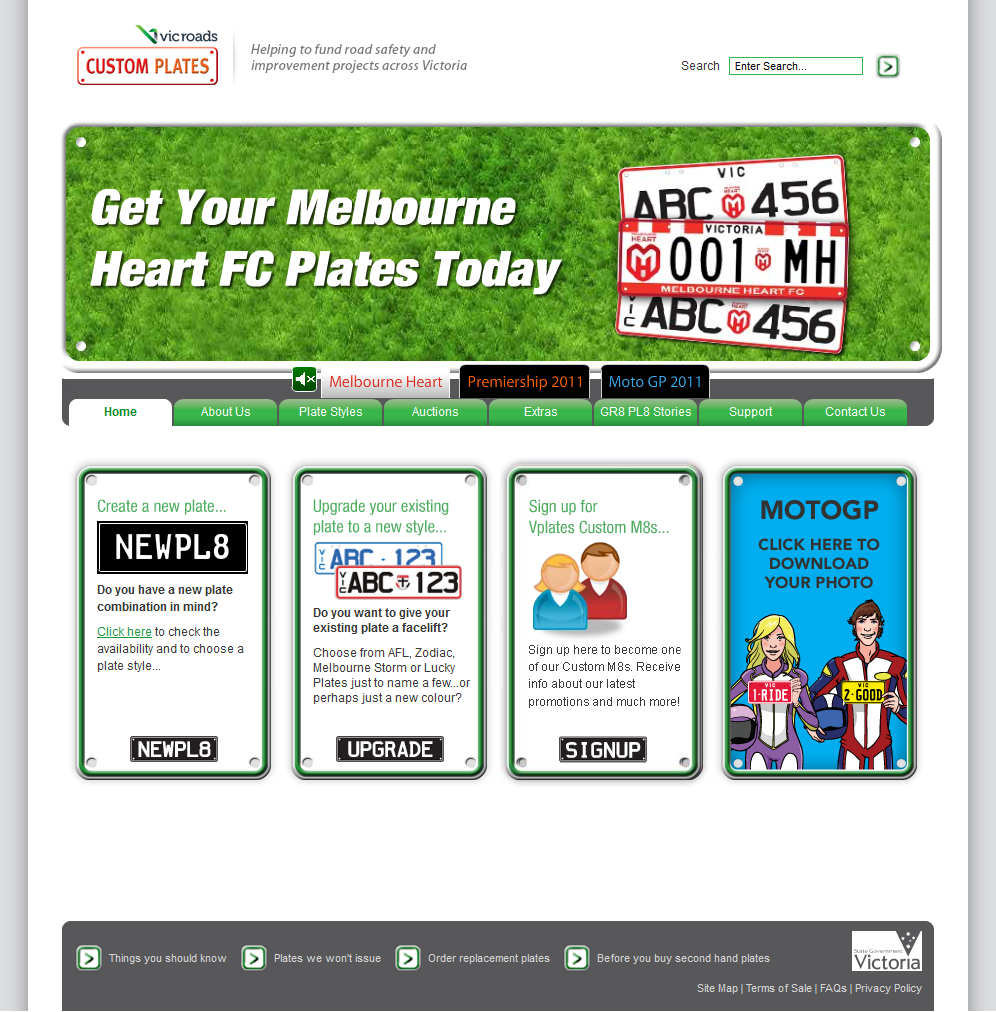 vicroads
CUSTOM PLATES
Helping to fund road safety and
improvement projects across Victoria
Search
Enter Search...
Get Your Melbourne
Heart FC Plates Today
VIC
ABC 456
VICTORIA
MELBOURNE HEART
001 MH
MELBOURNE HEART FC
VIC
ABC 456
Melbourne Heart
Premiership 2011
Moto GP 2011
Home
About Us
Plate Styles
Auctions
Extras
GR8 PL8 Stories
Support
Contact Us
Create a new plate...
NEWPL8
Do you have a new plate
combination in mind?
Click here to check the
availability and to choose a
plate style...
NEWPL8
Upgrade your existing
plate to a new style...
VIC ABC - 123
VIC ABC 123
Do you want to give your
existing plate a facelift?
Choose from AFL, Zodiac,
Melbourne Storm or Lucky
Plates just to name a few...or
perhaps just a new colour?
UPGRADE
Sign up for
Vplates Custom M8s...
Sign up here to become one
of our Custom M8s. Receive
info about our latest
promotions and much more!
SIGNUP
MOTOGP
CLICK HERE TO
DOWNLOAD
YOUR PHOTO
VIC
1-RIDE
VIC
2-GOOD
Things you should know
Plates we won't issue
Order replacement plates
Before you buy second hand plates
State Government
Victoria
Site Map | Terms of Sale | FAQs | Privacy Policy